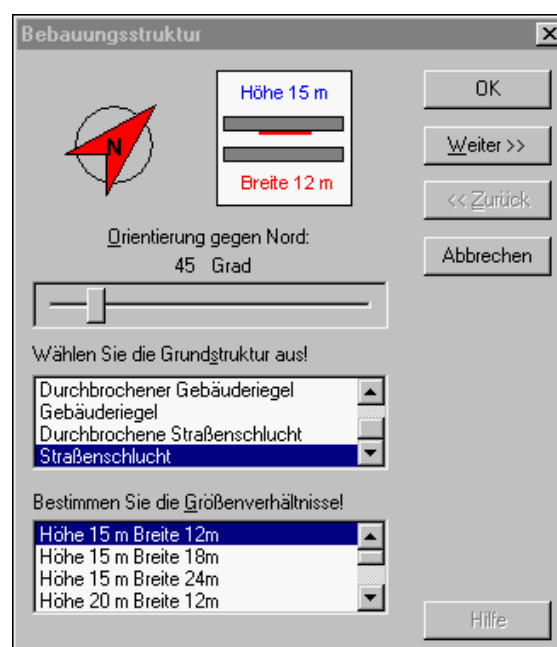 Bebauungsstruktur
N
Höhe 15 m
Breite 12 m
OK
Weiter >>
<< Zurück
Abbrechen
Orientierung gegen Nord:
45 Grad
Wählen Sie die Grundstruktur aus!
Durchbrochener Gebäuderiegel
Gebäuderiegel
Durchbrochene Straßenschlucht
Straßenschlucht
Bestimmen Sie die Größenverhältnisse!
Höhe 15 m Breite 12m
Höhe 15 m Breite 18m
Höhe 15 m Breite 24m
Höhe 20 m Breite 12m
Hilfe